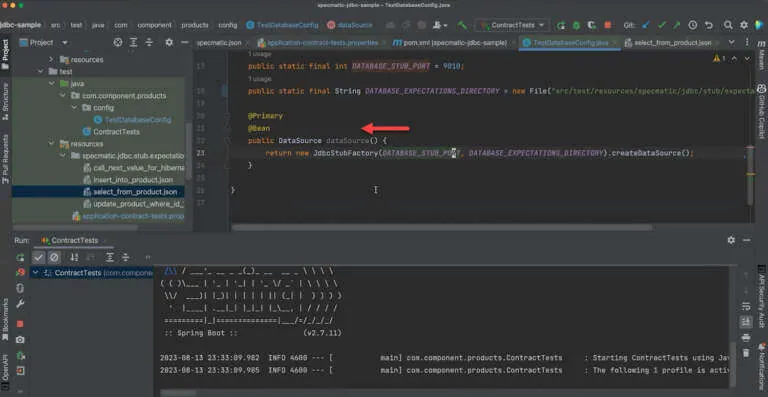 specmatic-jdbc-sample – TestDatabaseConfig.java
jdbc-sample › src › test › java › com › component › products › config › TestDatabaseConfig › dataSource
ContractTests
Git:
Project
specmatic.json
application-contract-tests.properties
pom.xml (specmatic-jdbc-sample)
TestDatabaseConfig.java
select_from_product.json
resources
test
java
com.component.products
config
TestDatabaseConfig
ContractTests
resources
specmatic.jdbc.stub.expectat
call_next_value_for_hiberna
insert_into_product.json
select_from_product.json
update_product_where_id_
application-contract-tests.prope
17 public static final int DATABASE_STUB_PORT = 9010;
1 usage
18 public static final String DATABASE_EXPECTATIONS_DIRECTORY = new File("src/test/resources/specmatic/jdbc/stub/expecta
20 @Primary
21 @Bean
22 public DataSource dataSource() {
23 return new JdbcStubFactory(DATABASE_STUB_PORT, DATABASE_EXPECTATIONS_DIRECTORY).createDataSource();
24 }
}
27
1
Project
Structure
Pull Requests
Bookmarks
OpenAPI
Maven
GitHub Copilot
API Security Audit
Notifications
Run: ContractTests
ContractTests (com.compone
:: Spring Boot :: (v2.7.11)
2023-08-13 23:33:09.982 INFO 4600 --- [ main] com.component.products.ContractTests : Starting ContractTests using Jav
2023-08-13 23:33:09.985 INFO 4600 --- [ main] com.component.products.ContractTests : The following 1 profile is activ